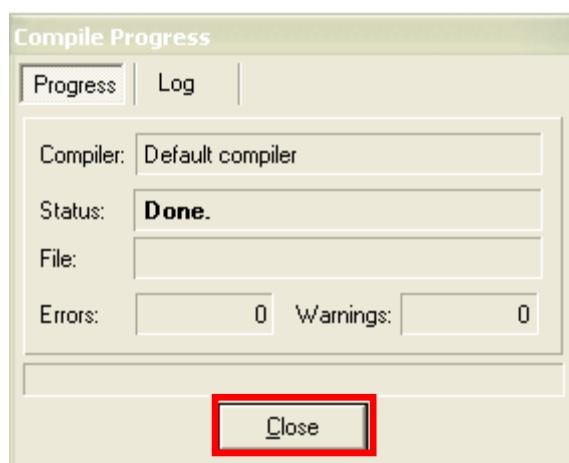 Compile Progress
Progress Log
Compiler: Default compiler
Status: Done.
File:
Errors: 0 Warnings: 0
Close